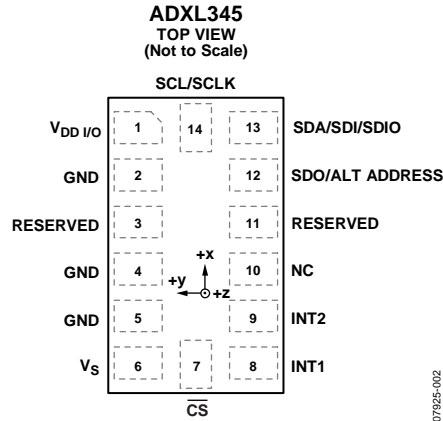 ADXL345
TOP VIEW
(Not to Scale)
SCL/SCLK
VDD I/O 1 14 13 SDA/SDI/SDIO
GND 2 12 SDO/ALT ADDRESS
RESERVED 3 11 RESERVED
+x
GND 4 10 NC
+y +z
GND 5 9 INT2
VS 6 7 8 INT1
CS
07925-002